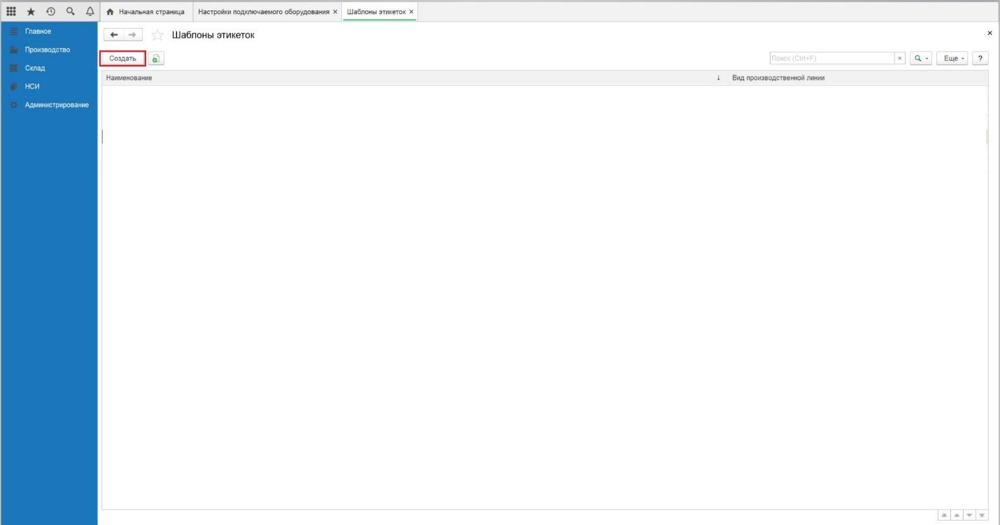 Начальная страница
Настройки подключаемого оборудования ×
Шаблоны этикеток ×
Главное
Производство
Склад
НСИ
Администрирование
Шаблоны этикеток
Создать
Поиск (Ctrl+F)
Еще
?
Наименование ↓ Вид производственной линии